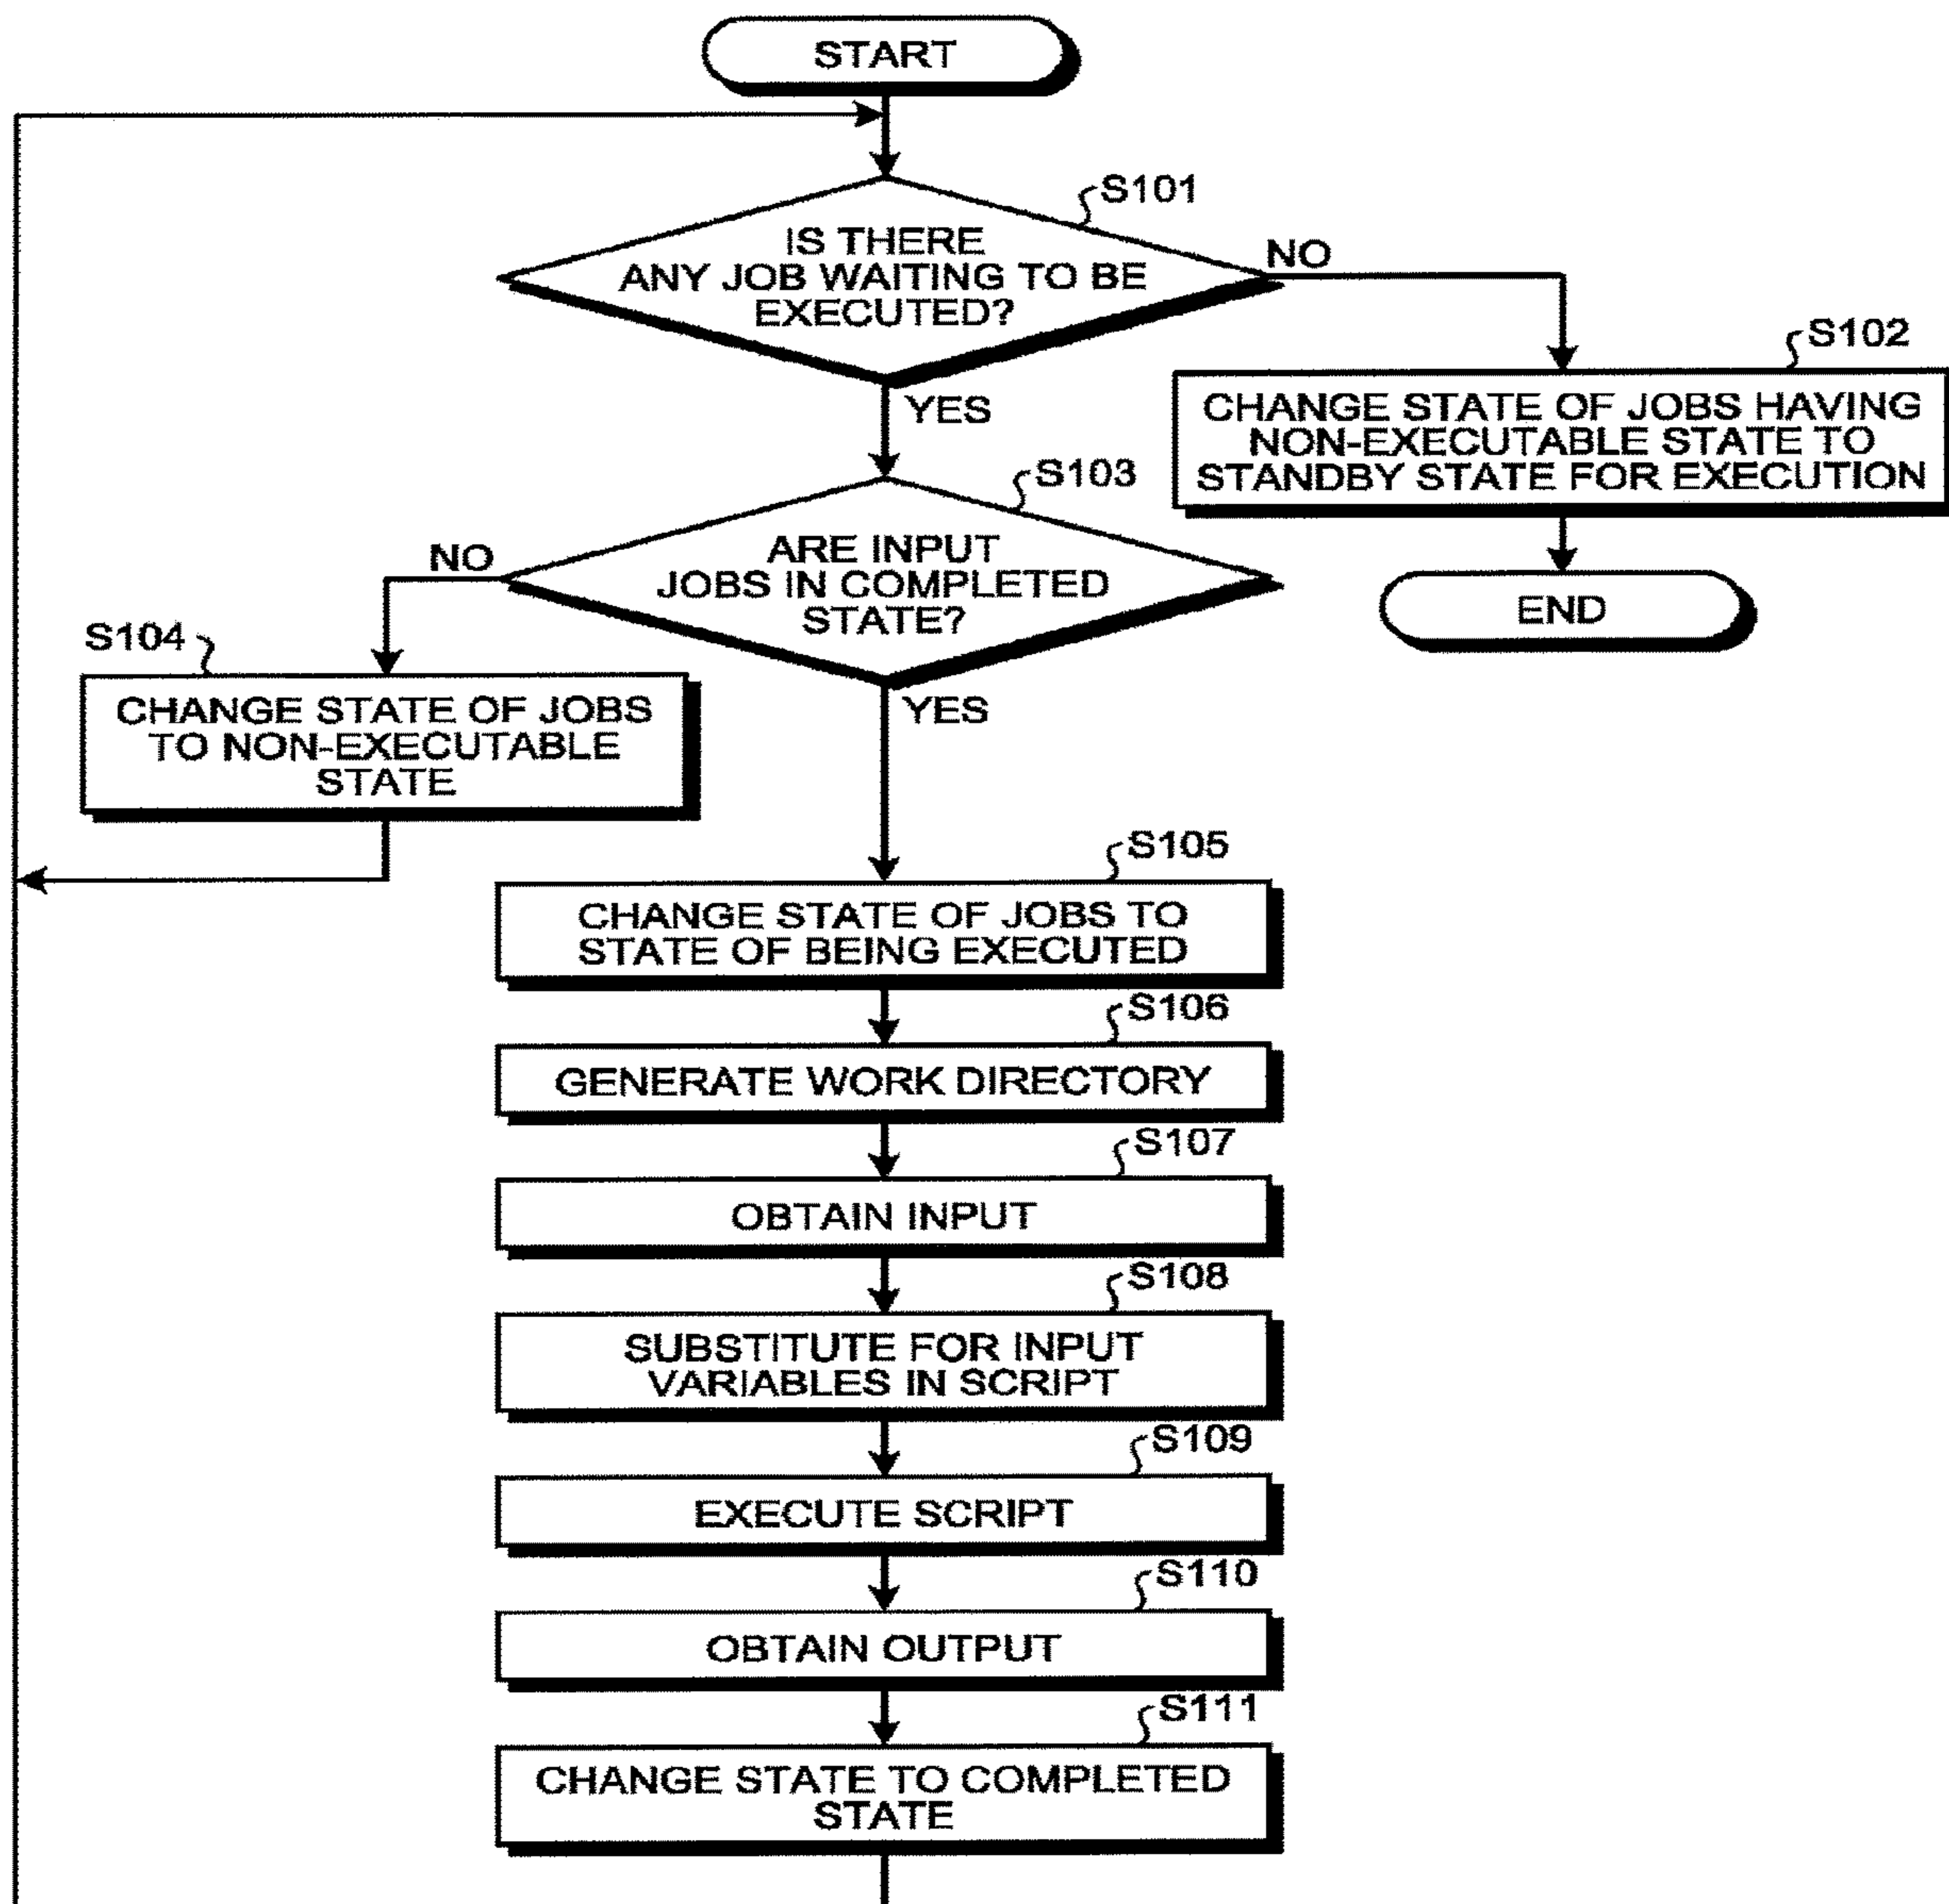 START
S101
IS THERE
ANY JOB WAITING TO BE
EXECUTED?
NO
YES
S102
CHANGE STATE OF JOBS HAVING
NON-EXECUTABLE STATE TO
STANDBY STATE FOR EXECUTION
END
S103
ARE INPUT
JOBS IN COMPLETED
STATE?
NO
YES
S104
CHANGE STATE OF JOBS
TO NON-EXECUTABLE
STATE
S105
CHANGE STATE OF JOBS TO
STATE OF BEING EXECUTED
S106
GENERATE WORK DIRECTORY
S107
OBTAIN INPUT
S108
SUBSTITUTE FOR INPUT
VARIABLES IN SCRIPT
S109
EXECUTE SCRIPT
S110
OBTAIN OUTPUT
S111
CHANGE STATE TO COMPLETED
STATE